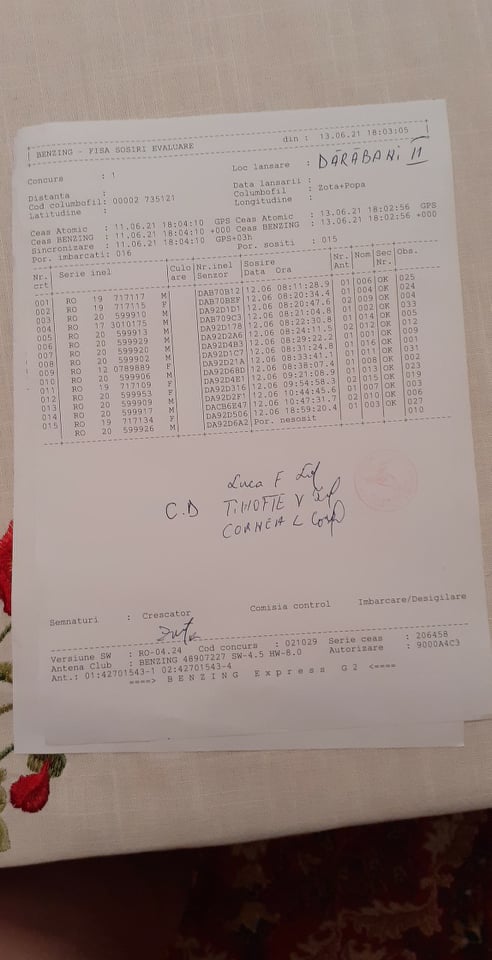 BENZING - FISA SOSIRI EVALUARE din : 13.06.21 18:03:05
Concurs : 1 Loc lansare : DĂRĂBANI II
Distanta : Data lansarii :
Cod columbofil: 00002 735121 Columbofil : Zota+Popa
Latitudine : Longitudine :
Ceas Atomic : 11.06.21 18:04:10 GPS Ceas Atomic : 13.06.21 18:02:56 GPS
Ceas BENZING : 11.06.21 18:04:10 +000 Ceas BENZING : 13.06.21 18:02:56 +000
Sincronizare : 11.06.21 18:04:10 GPS+03h
Por. imbarcati: 016 Por. sositi : 015
Nr. crt Serie inel Culo are Nr.inel Senzor Sosire Data Ora Nr. Ant Nom Sec Nr. Obs.
001 RO 19 717117 M DAB70B12 12.06 08:11:28.9 01 006 OK 025
002 RO 19 717115 F DAB70BEF 12.06 08:20:34.4 01 004 OK 024
003 RO 20 599910 M DA92D1D1 12.06 08:20:47.6 02 009 OK 004
004 RO 17 3010175 M DAB709C3 12.06 08:21:04.8 01 002 OK 033
005 RO 20 599913 M DA92D178 12.06 08:22:30.8 01 014 OK 005
006 RO 20 599929 M DA92D2A6 12.06 08:24:11.5 02 012 OK 012
007 RO 20 599920 M DA92D4B5 12.06 08:29:22.2 01 001 OK 009
008 RO 20 599902 M DA92D1C7 12.06 08:31:24.8 01 016 OK 001
009 RO 12 0789889 F DA92D21A 12.06 08:33:41.1 01 011 OK 031
010 RO 20 599906 M DA92D68D 12.06 08:38:07.4 01 008 OK 002
011 RO 19 717109 F DA92D4E1 12.06 09:21:08.9 01 013 OK 023
012 RO 20 599953 F DA92D316 12.06 09:54:58.3 02 015 OK 019
013 RO 20 599909 M DA92D2F1 12.06 10:44:45.6 01 007 OK 003
014 RO 20 599917 M DACB6E47 12.06 10:47:31.7 02 010 OK 006
015 RO 19 717134 F DA92D506 12.06 18:59:20.4 01 003 OK 027
RO 20 599926 M DA92D6A2 Por. nesosit 010
Luca F
C.D TIMOFTE V
CORNEA L
Semnaturi : Crescator Comisia control Imbarcare/Desigilare
Versiune SW : RO-04.24 Cod concurs : 021029 Serie ceas : 206458
Antena Club : BENZING 48907227 SW-4.5 HW-8.0 Autorizare : 9000A4C3
Ant.: 01:42701543-1 02:42701543-4
====> BENZING Express G2 <====